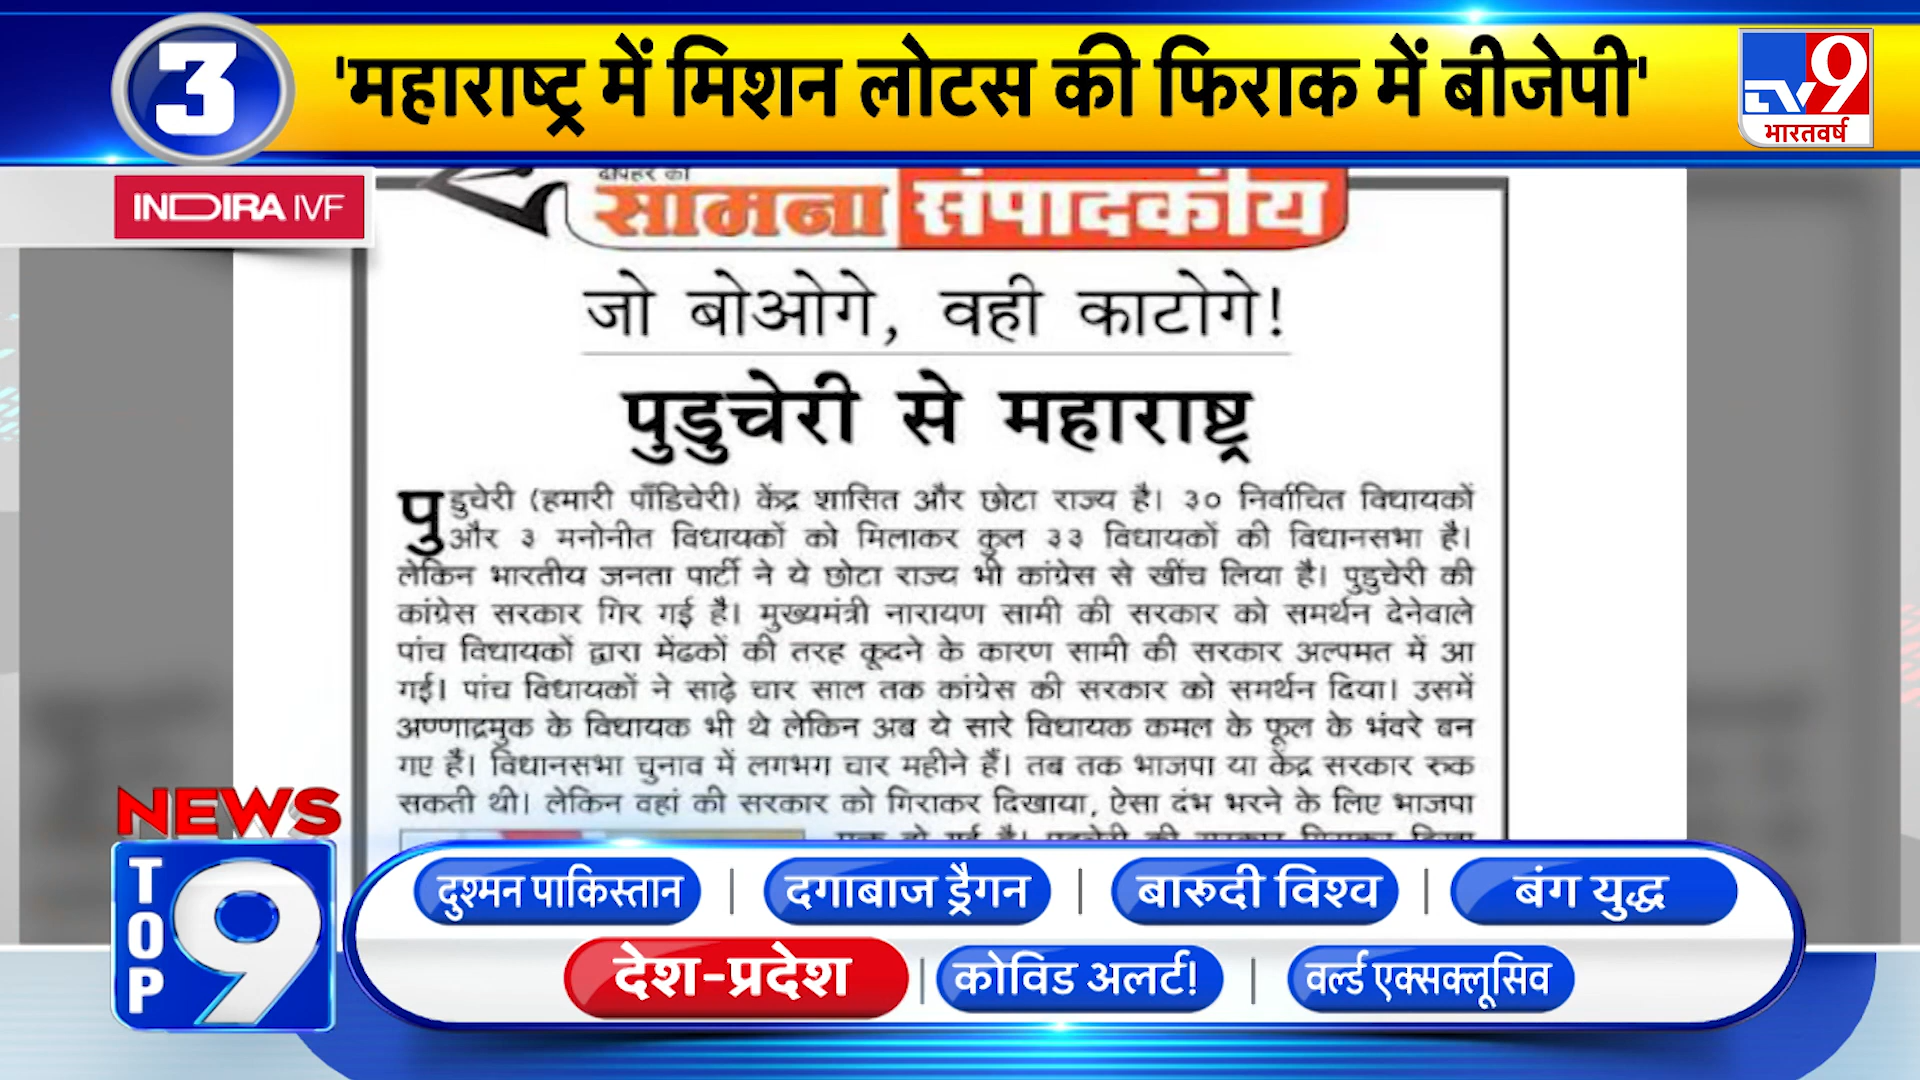 3
'महाराष्ट्र में मिशन लोटस की फिराक में बीजेपी'
TV9
भारतवर्ष
INDIRA IVF
दोपहर का
सामना संपादकीय
जो बोओगे, वही काटोगे!
पुडुचेरी से महाराष्ट्र
पुडुचेरी (हमारी पाँडिचेरी) केंद्र शासित और छोटा राज्य है। ३० निर्वाचित विधायकों
और ३ मनोनीत विधायकों को मिलाकर कुल ३३ विधायकों की विधानसभा है।
लेकिन भारतीय जनता पार्टी ने ये छोटा राज्य भी कांग्रेस से खींच लिया है। पुडुचेरी की
कांग्रेस सरकार गिर गई है। मुख्यमंत्री नारायण सामी की सरकार को समर्थन देनेवाले
पांच विधायकों द्वारा मेंढकों की तरह कूदने के कारण सामी की सरकार अल्पमत में आ
गई। पांच विधायकों ने साढ़े चार साल तक कांग्रेस की सरकार को समर्थन दिया। उसमें
अण्णाद्रमुक के विधायक भी थे लेकिन अब ये सारे विधायक कमल के फूल के भंवरे बन
गए हैं। विधानसभा चुनाव में लगभग चार महीने हैं। तब तक भाजपा या केंद्र सरकार रुक
सकती थी। लेकिन वहां की सरकार को गिराकर दिखाया, ऐसा दंभ भरने के लिए भाजपा
NEWS
TOP 9
दुश्मन पाकिस्तान | दगाबाज ड्रैगन | बारुदी विश्व | बंग युद्ध
देश-प्रदेश | कोविड अलर्ट! | वर्ल्ड एक्सक्लूसिव